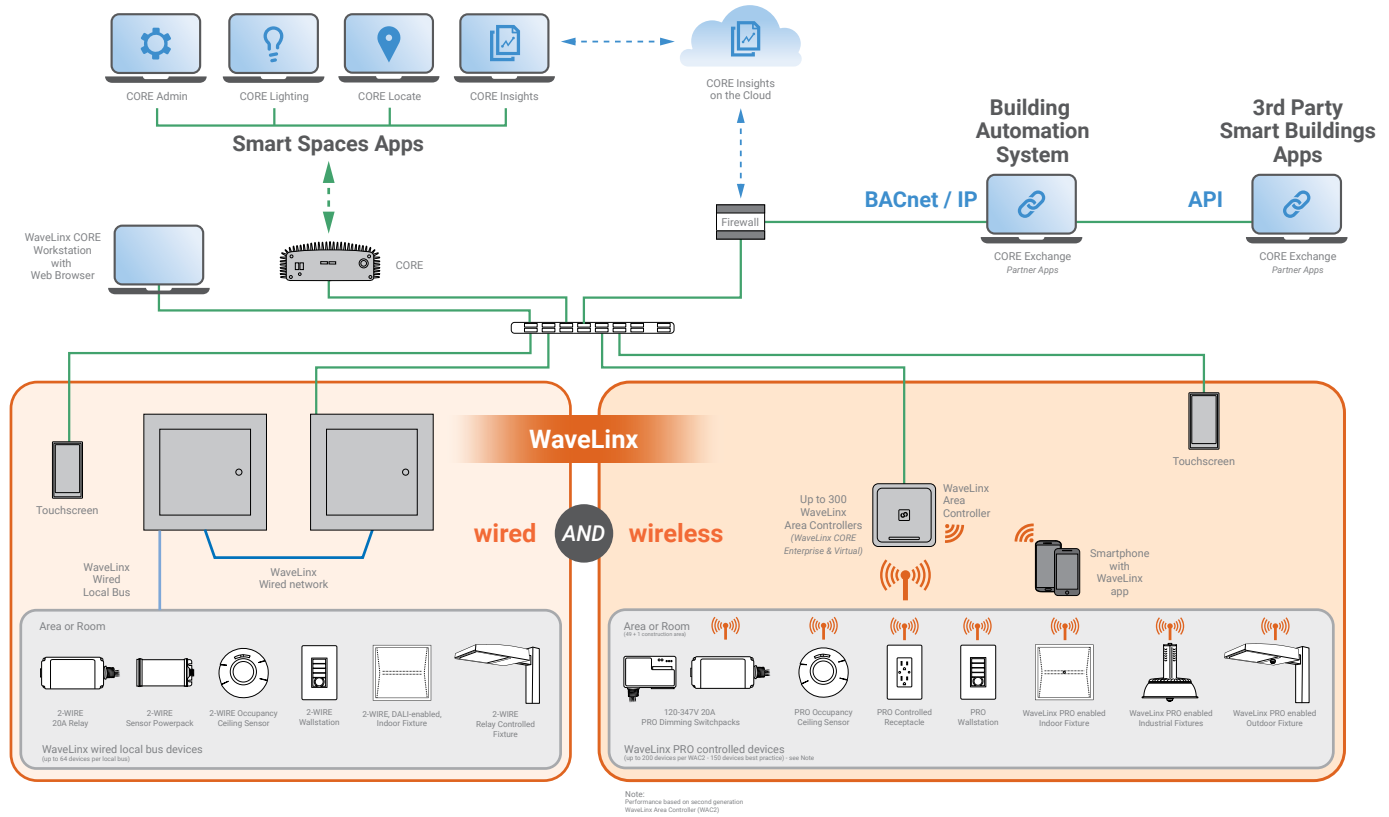 CORE Admin
CORE Lighting
CORE Locate
CORE Insights
CORE Insights
on the Cloud
Smart Spaces Apps
Building
Automation
System
3rd Party
Smart Buildings
Apps
BACnet / IP
API
Firewall
CORE Exchange
Partner Apps
CORE Exchange
Partner Apps
WaveLinx CORE
Workstation
with
Web Browser
CORE
WaveLinx
wired
AND
wireless
Touchscreen
WaveLinx
Wired
Local Bus
WaveLinx
Wired network
Touchscreen
Up to 300
WaveLinx
Area Controllers
(WaveLinx CORE
Enterprise & Virtual)
WaveLinx
Area
Controller
Smartphone
with
WaveLinx
app
Area or Room
2-WIRE
20A Relay
2-WIRE
Sensor Powerpack
2-WIRE Occupancy
Ceiling Sensor
2-WIRE
Wallstation
2-WIRE, DALI-enabled,
Indoor Fixture
2-WIRE
Relay Controlled
Fixture
WaveLinx wired local bus devices
(up to 64 devices per local bus)
Area or Room
(49 + 1 construction area)
120-347V 20A
PRO Dimming Switchpacks
PRO Occupancy
Ceiling Sensor
PRO Controlled
Receptacle
PRO
Wallstation
WaveLinx PRO enabled
Indoor Fixture
WaveLinx PRO enabled
Industrial Fixtures
WaveLinx PRO enabled
Outdoor Fixture
WaveLinx PRO controlled devices
(up to 200 devices per WAC2 - 150 devices best practice) - see Note
Note:
Performance based on second generation
WaveLinx Area Controller (WAC2)